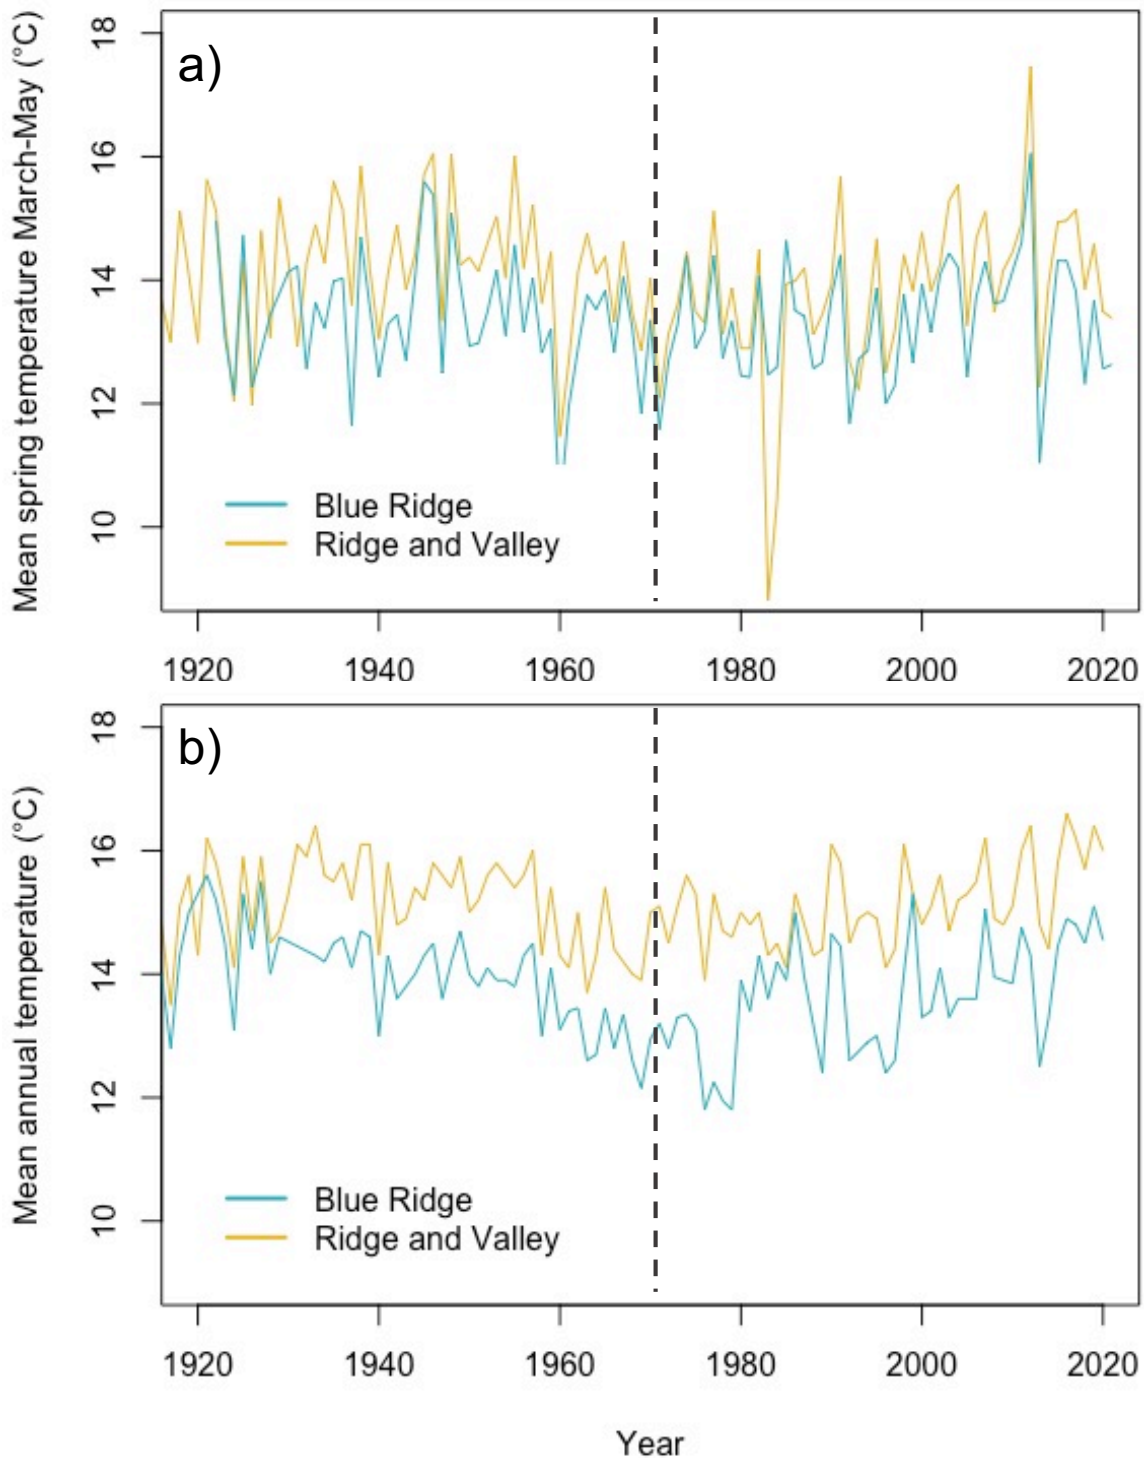 Mean spring temperature March-May (°C)
18
16
14
12
10
a)
Blue Ridge
Ridge and Valley
1920 1940 1960 1980 2000 2020
Mean annual temperature (°C)
18
16
14
12
10
b)
Blue Ridge
Ridge and Valley
1920 1940 1960 1980 2000 2020
Year